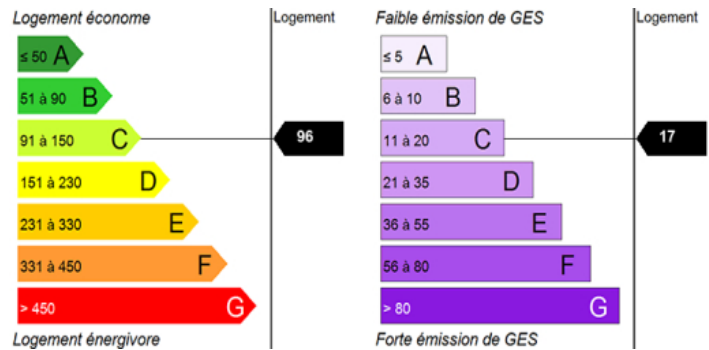 Logement économe
Logement
≤ 50 A
51 à 90 B
91 à 150 C
96
151 à 230 D
231 à 330 E
331 à 450 F
> 450 G
Logement énergivore
Faible émission de GES
Logement
≤ 5 A
6 à 10 B
11 à 20 C
17
21 à 35 D
36 à 55 E
56 à 80 F
> 80 G
Forte émission de GES